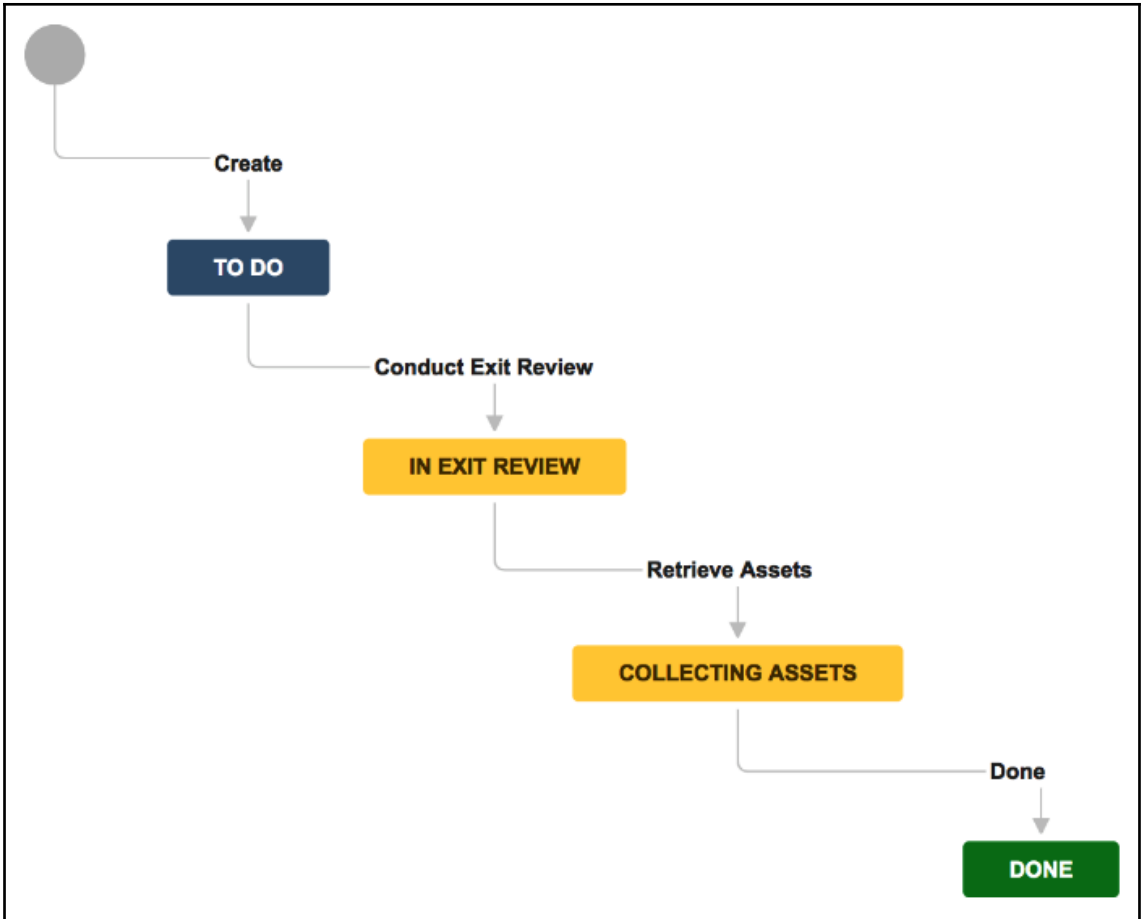 Create
TO DO
Conduct Exit Review
IN EXIT REVIEW
Retrieve Assets
COLLECTING ASSETS
Done
DONE